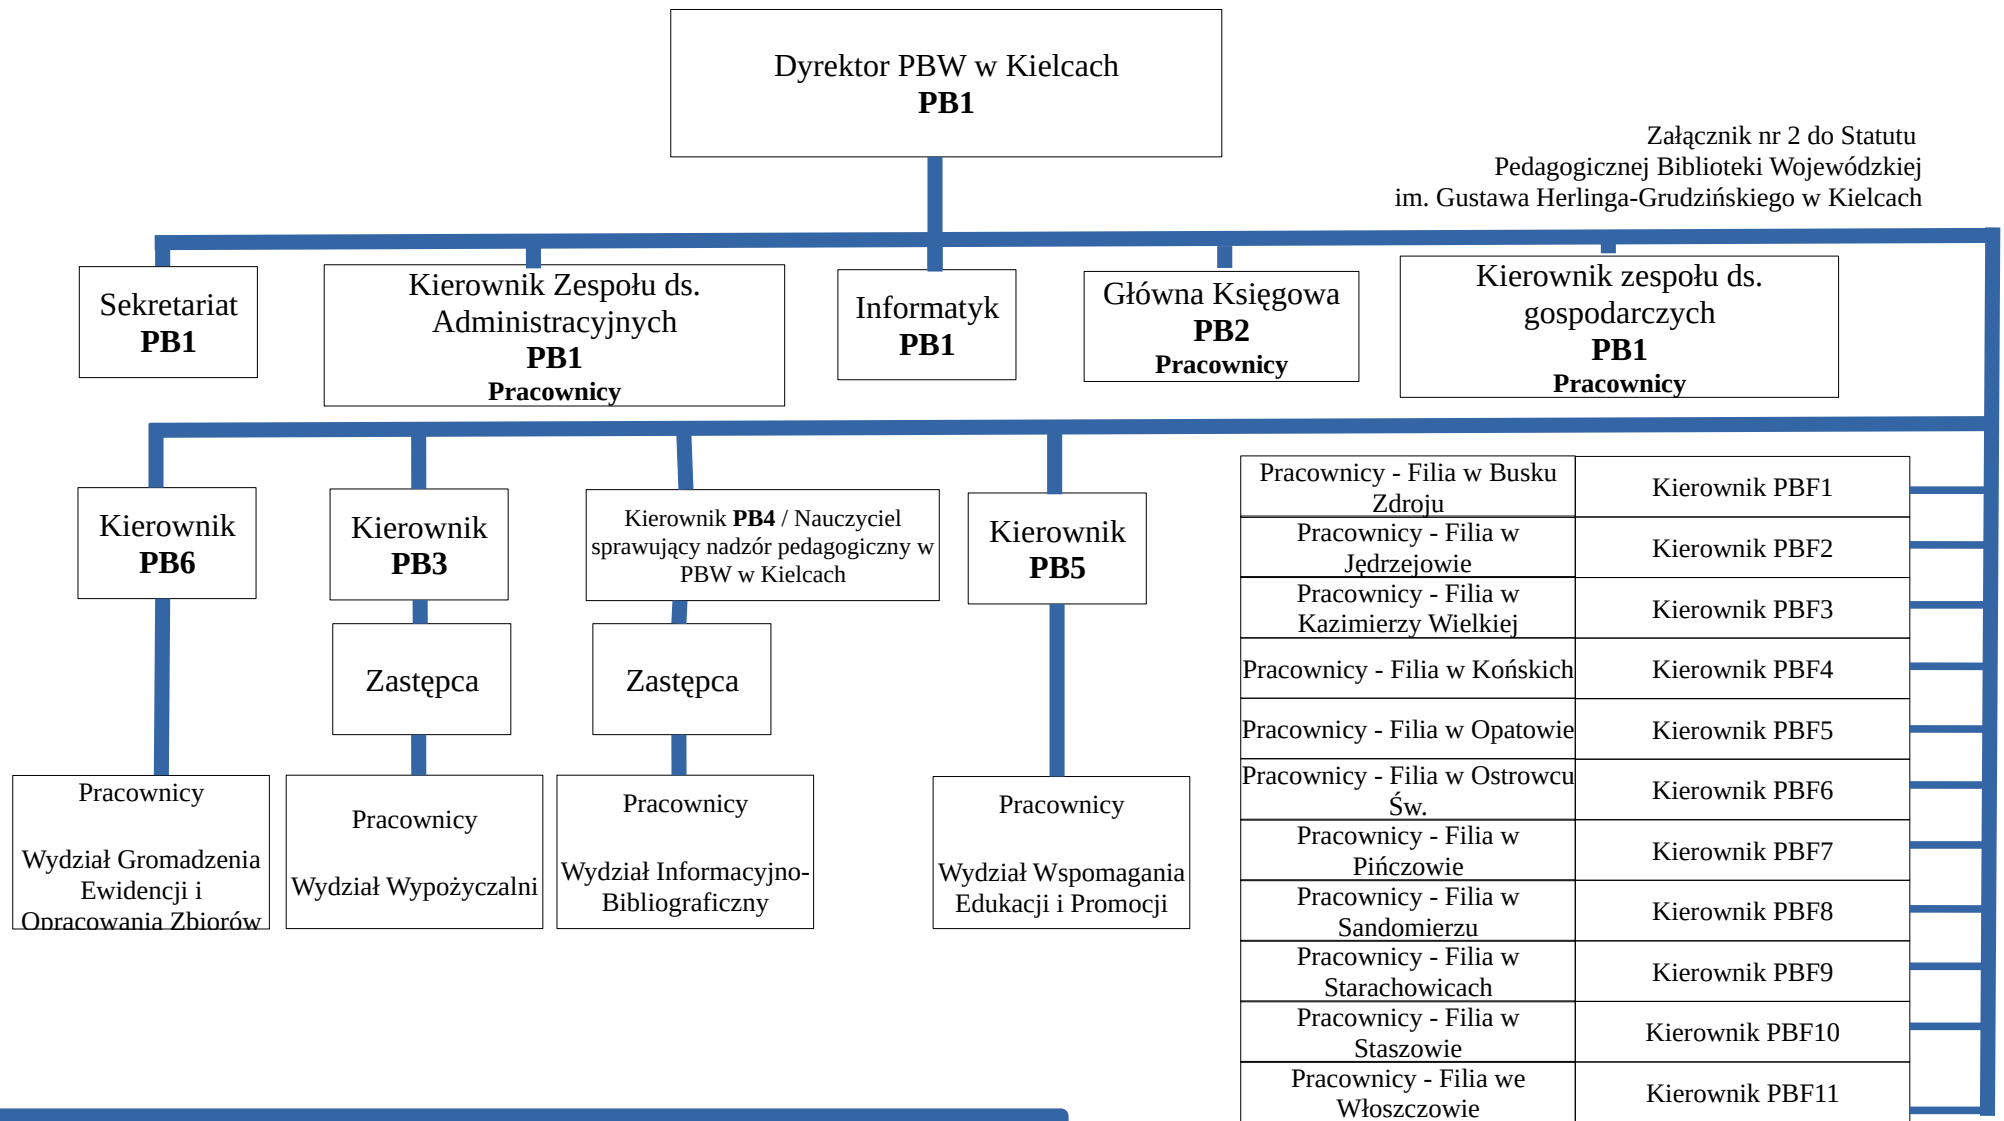 Dyrektor PBW w Kielcach
PB1
Załącznik nr 2 do Statutu
Pedagogicznej Biblioteki Wojewódzkiej
im. Gustawa Herlinga-Grudzińskiego w Kielcach
Sekretariat
PB1
Kierownik Zespołu ds.
Administracyjnych
PB1
Pracownicy
Informatyk
PB1
Główna Księgowa
PB2
Pracownicy
Kierownik zespołu ds.
gospodarczych
PB1
Pracownicy
Kierownik
PB6
Kierownik
PB3
Kierownik PB4 / Nauczyciel
sprawujący nadzór pedagogiczny w
PBW w Kielcach
Kierownik
PB5
Zastępca
Zastępca
Pracownicy
Wydział Gromadzenia
Ewidencji i
Opracowania Zbiorów
Pracownicy
Wydział Wypożyczalni
Pracownicy
Wydział Informacyjno-
Bibliograficzny
Pracownicy
Wydział Wspomagania
Edukacji i Promocji
Pracownicy - Filia w Busku
Zdroju
Kierownik PBF1
Pracownicy - Filia w
Jędrzejowie
Kierownik PBF2
Pracownicy - Filia w
Kazimierzy Wielkiej
Kierownik PBF3
Pracownicy - Filia w Końskich
Kierownik PBF4
Pracownicy - Filia w Opatowie
Kierownik PBF5
Pracownicy - Filia w Ostrowcu
Św.
Kierownik PBF6
Pracownicy - Filia w
Pińczowie
Kierownik PBF7
Pracownicy - Filia w
Sandomierzu
Kierownik PBF8
Pracownicy - Filia w
Starachowicach
Kierownik PBF9
Pracownicy - Filia w
Staszowie
Kierownik PBF10
Pracownicy - Filia we
Włoszczowie
Kierownik PBF11